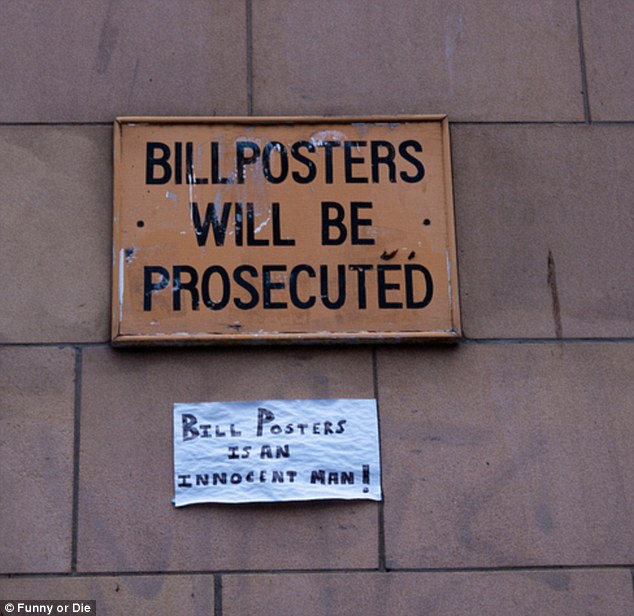 BILLPOSTERS
WILL BE
PROSECUTED
BILL POSTERS
IS AN
INNOCENT MAN!
© Funny or Die